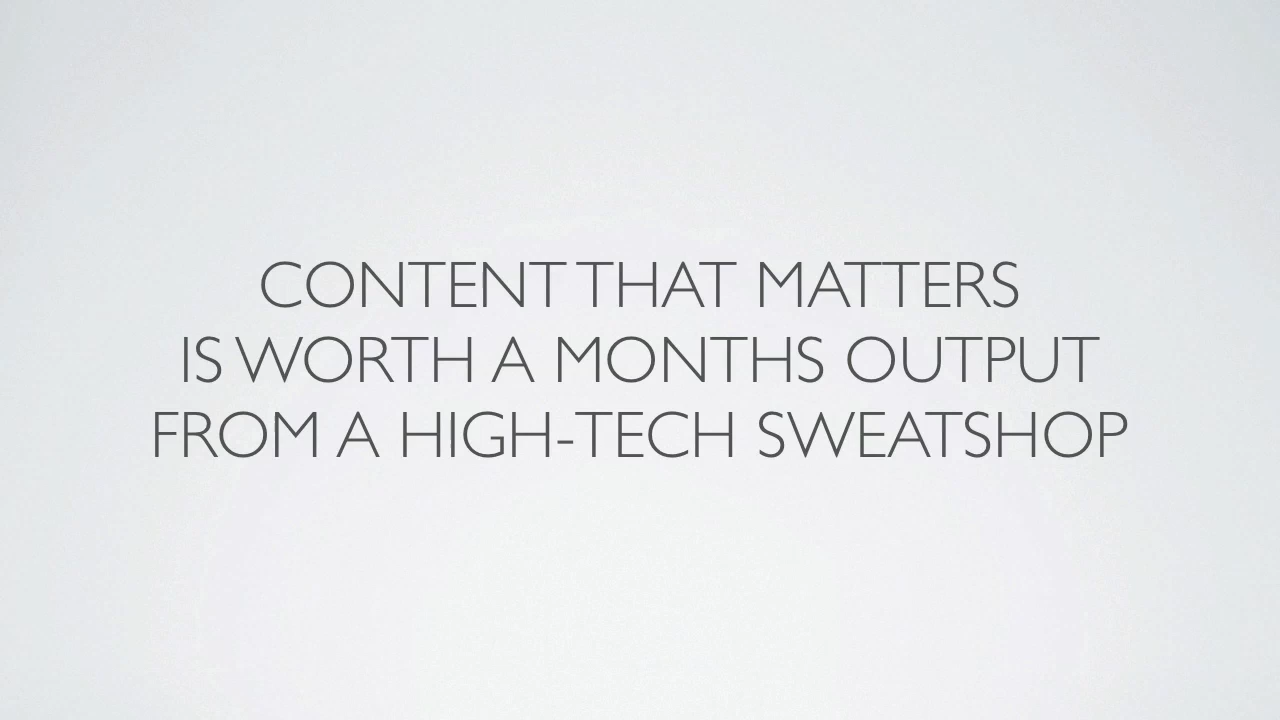 CONTENT THAT MATTERS
IS WORTH A MONTHS OUTPUT
FROM A HIGH-TECH SWEATSHOP